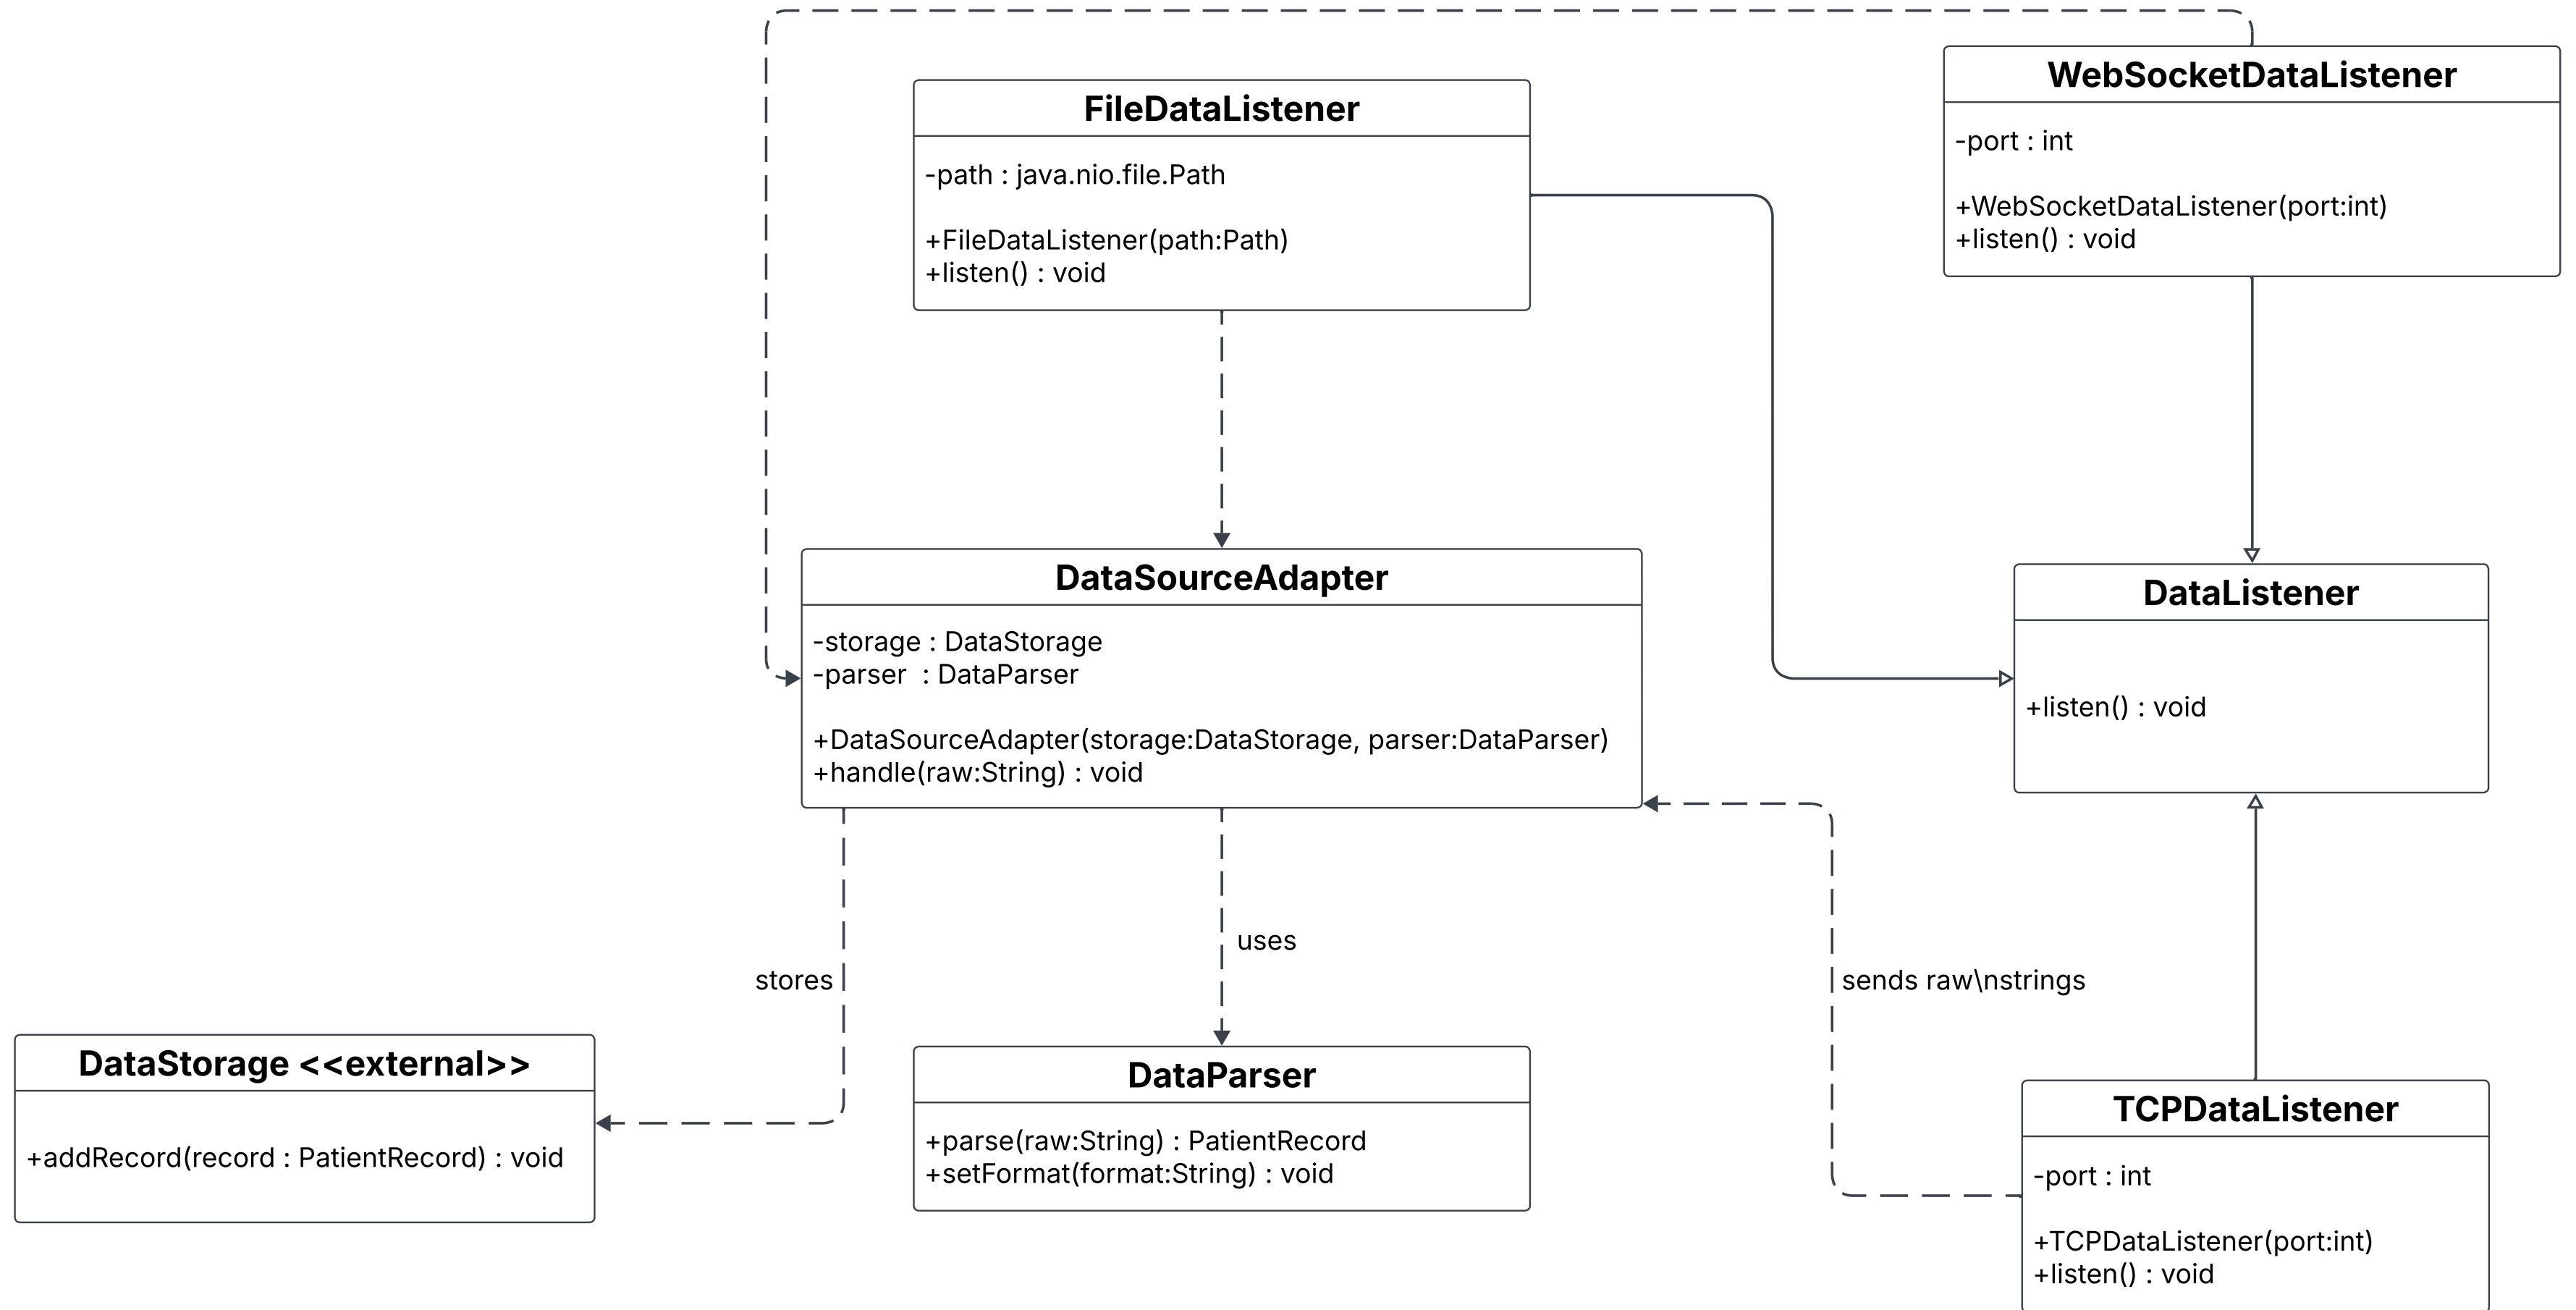 WebSocketDataListener
-port : int
+WebSocketDataListener(port:int)
+listen() : void
FileDataListener
-path : java.nio.file.Path
+FileDataListener(path:Path)
+listen() : void
DataSourceAdapter
-storage : DataStorage
-parser  : DataParser
+DataSourceAdapter(storage:DataStorage, parser:DataParser)
+handle(raw:String) : void
DataListener
+listen() : void
uses
stores
sends raw\nstrings
DataStorage <<external>>
+addRecord(record : PatientRecord) : void
DataParser
+parse(raw:String) : PatientRecord
+setFormat(format:String) : void
TCPDataListener
-port : int
+TCPDataListener(port:int)
+listen() : void